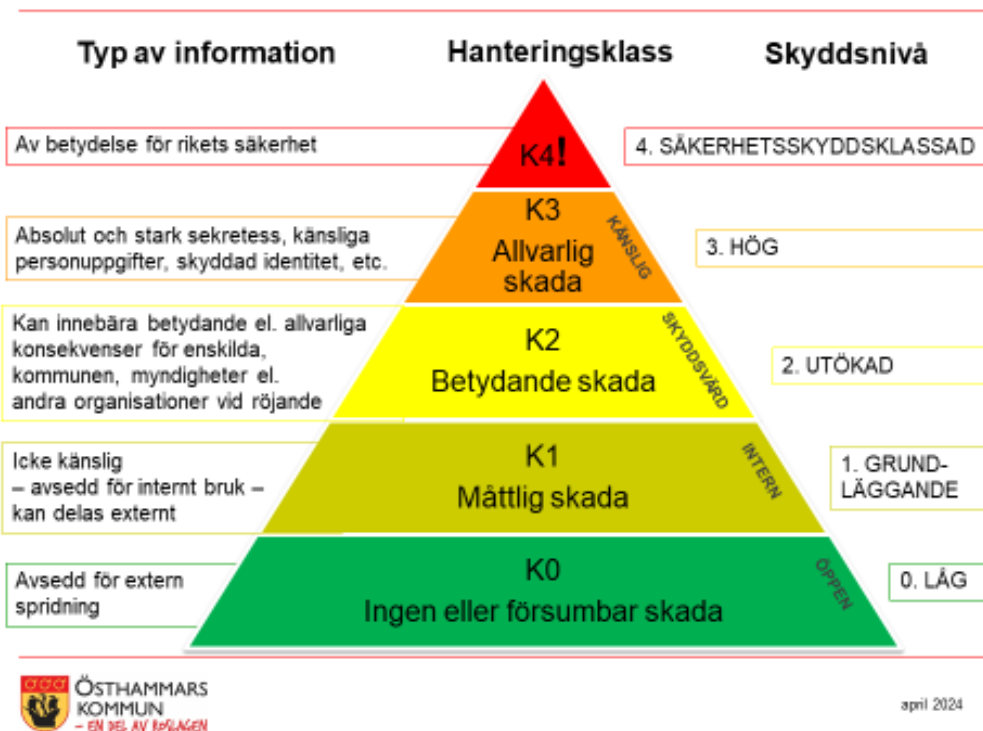 Typ av information
Hanteringsklass
Skyddsnivå
Av betydelse för rikets säkerhet
K4!
4. SÄKERHETSSKYDDSKLASSAD
Absolut och stark sekretess, känsliga
personuppgifter, skyddad identitet, etc.
K3
Allvarlig
skada
KÄNSLIG
3. HÖG
Kan innebära betydande el. allvarliga
konsekvenser för enskilda,
kommunen, myndigheter el.
andra organisationer vid röjande
K2
Betydande skada
SKYDDSVÄRD
2. UTÖKAD
Icke känslig
– avsedd för internt bruk –
kan delas externt
K1
Måttlig skada
INTERN
1. GRUND-
LÄGGANDE
Avsedd för extern
spridning
K0
Ingen eller försumbar skada
ÖPPEN
0. LÅG
ÖSTHAMMARS
KOMMUN
– EN DEL AV ROSLAGEN
april 2024